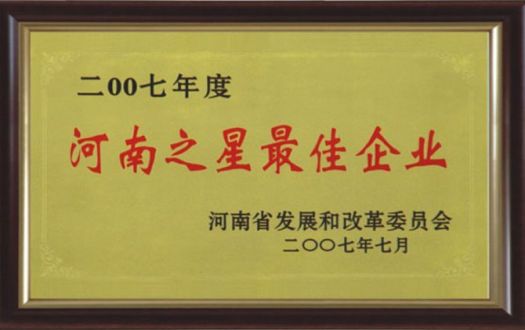 二00七年度
河南之星最佳企业
河南省发展和改革委员会
二〇〇七年七月